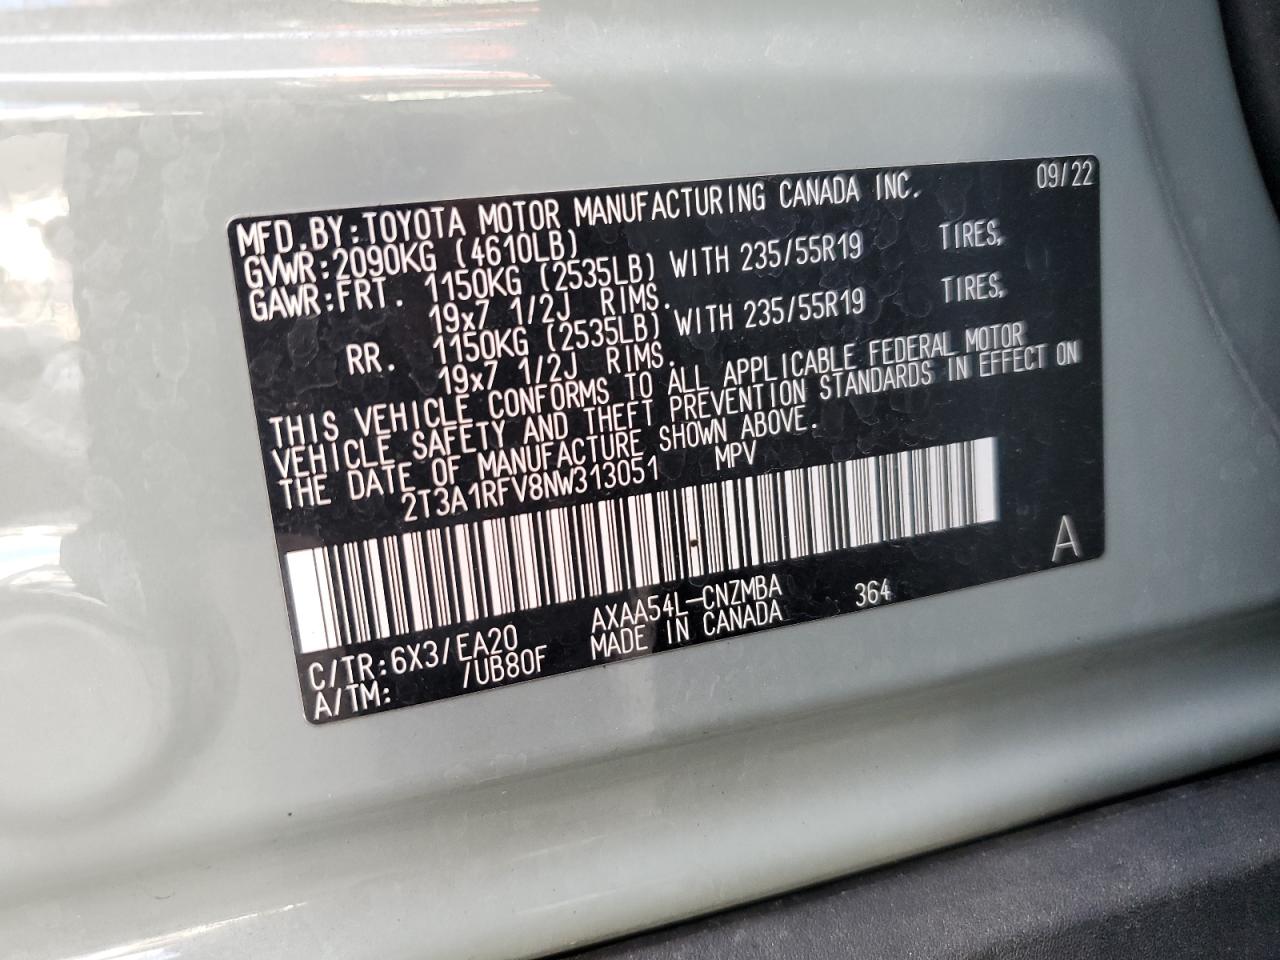 09/22
MFD.BY:TOYOTA MOTOR MANUFACTURING CANADA INC.
GVWR:2090KG (4610LB)
GAWR:FRT. 1150KG (2535LB) WITH 235/55R19 TIRES,
19x7 1/2J RIMS.
RR. 1150KG (2535LB) WITH 235/55R19 TIRES,
19x7 1/2J RIMS.
THIS VEHICLE CONFORMS TO ALL APPLICABLE FEDERAL MOTOR
VEHICLE SAFETY AND THEFT PREVENTION STANDARDS IN EFFECT ON
THE DATE OF MANUFACTURE SHOWN ABOVE.
2T3A1RFV8NW313051 MPV
A
C/TR:6X3/EA20 AXAA54L-CNZMBA 364
A/TM: /UB80F MADE IN CANADA